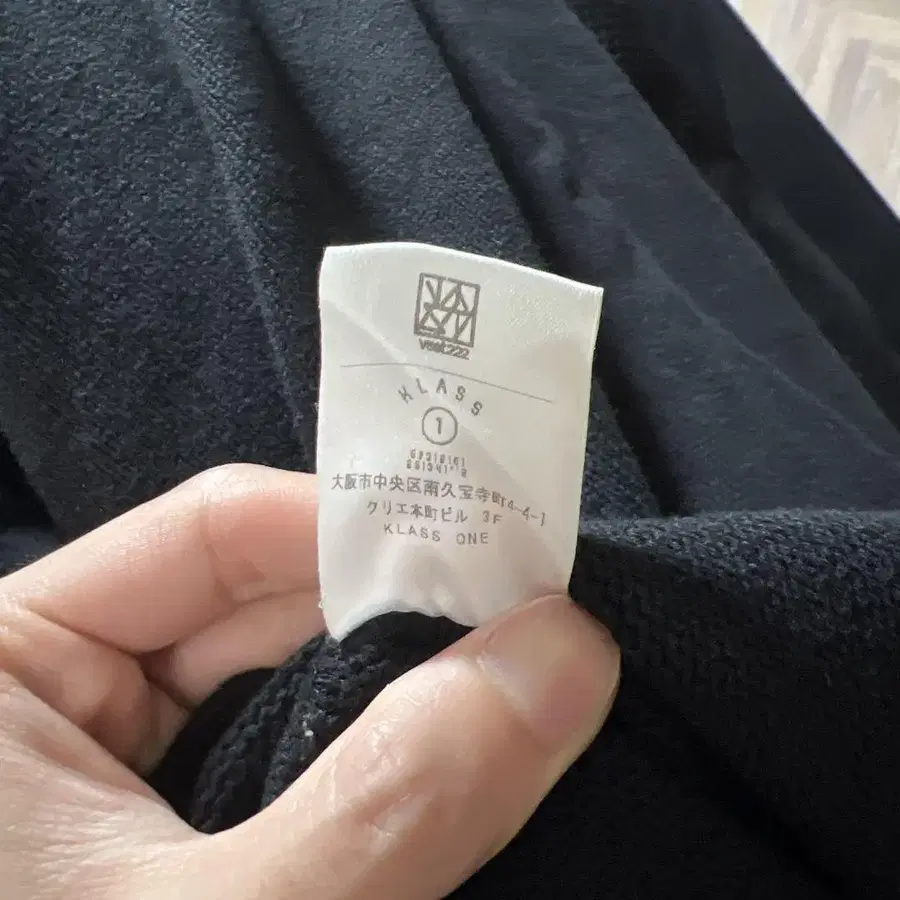 vset222
KLASS
1
大阪市中央区南久宝寺町4-4-1
クリエ本町ビル 3F
KLASS ONE